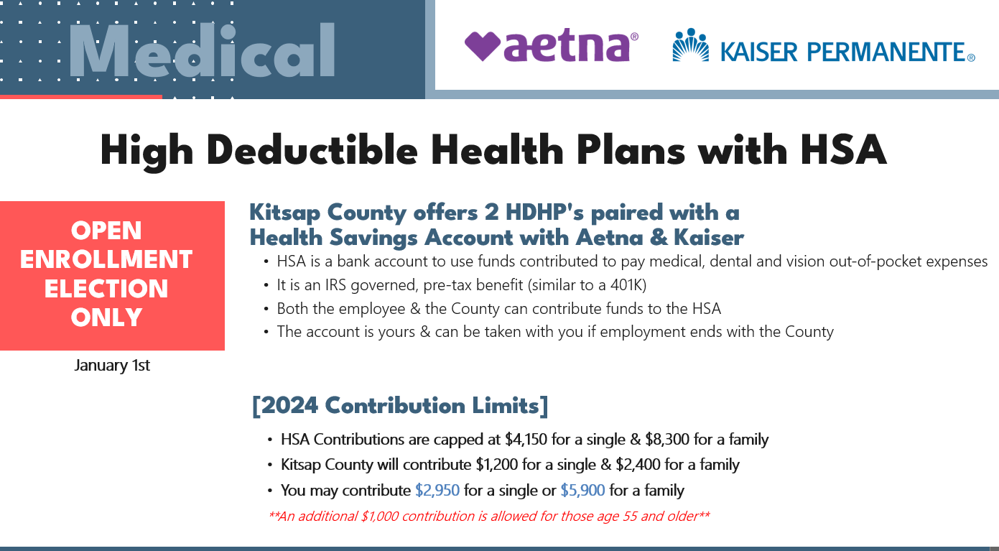 Medical
aetna®
KAISER PERMANENTE®
High Deductible Health Plans with HSA
OPEN
ENROLLMENT
ELECTION
ONLY
January 1st
Kitsap County offers 2 HDHP's paired with a
Health Savings Account with Aetna & Kaiser
• HSA is a bank account to use funds contributed to pay medical, dental and vision out-of-pocket expenses
• It is an IRS governed, pre-tax benefit (similar to a 401K)
• Both the employee & the County can contribute funds to the HSA
• The account is yours & can be taken with you if employment ends with the County
[2024 Contribution Limits]
• HSA Contributions are capped at $4,150 for a single & $8,300 for a family
• Kitsap County will contribute $1,200 for a single & $2,400 for a family
• You may contribute $2,950 for a single or $5,900 for a family
**An additional $1,000 contribution is allowed for those age 55 and older**